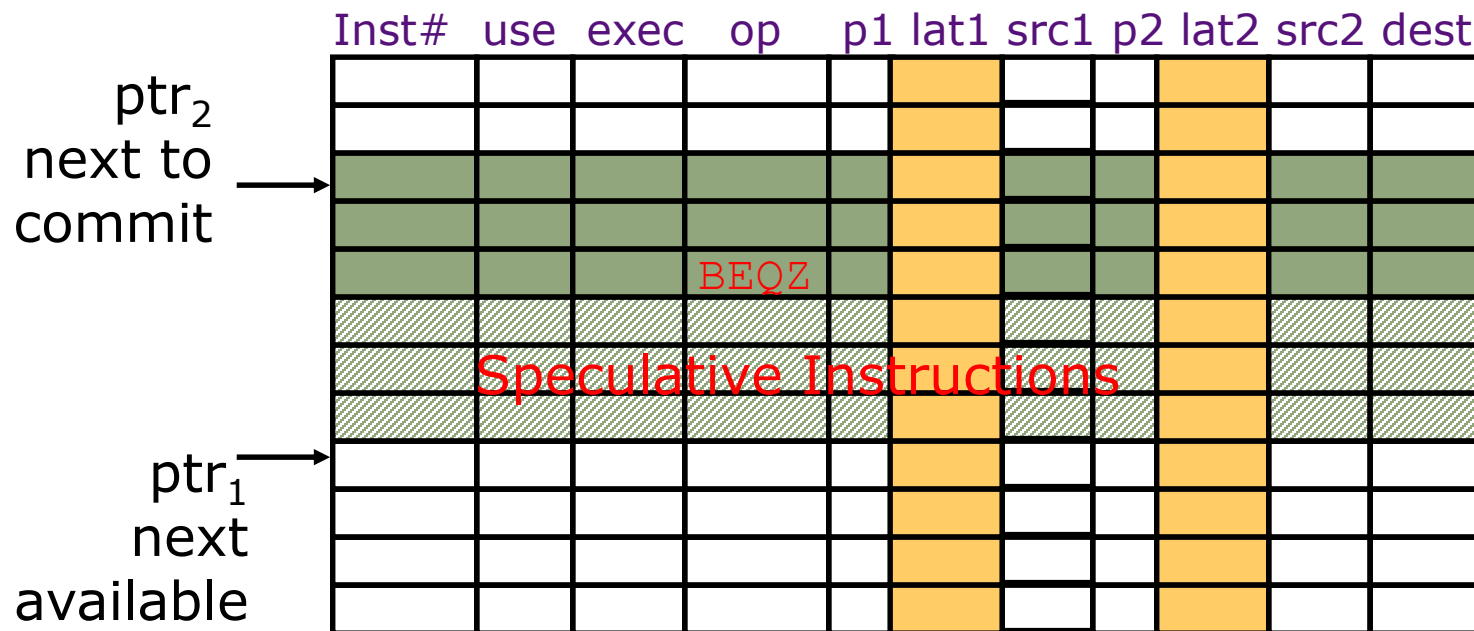 Inst# use exec op p1 lat1 src1 p2 lat2 src2 dest
ptr2
next to
commit
BEQZ
Speculative Instructions
ptr1
next
available